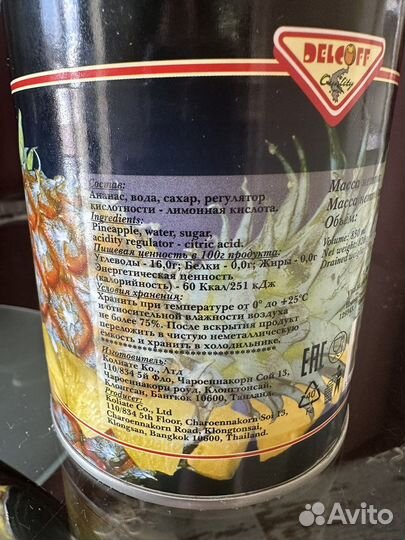 DELCOFF
Quality
Состав:
Ананас, вода, сахар, регулятор
кислотности - лимонная кислота.
Ingredients:
Pineapple, water, sugar,
acidity regulator - citric acid.
Пищевая ценность в 100г продукта:
Углеводы - 16,0г; Белки - 0,0г; Жиры - 0,0г
Энергетическая ценность
(калорийность) - 60 Ккал/251 кДж
Условия хранения:
Хранить при температуре от 0° до +25°С
и относительной влажности воздуха
не более 75%. После вскрытия продукт
переложить в чистую неметаллическую
ёмкость и хранить в холодильнике.
Изготовитель:
Колиате Ко., Лтд
110/834 5й Фло, Чароеннакорн Сой 13,
Чароеннакорн роуд, Клонгтонсаи,
Клонгсан, Бангкок 10600, Таиланд.
Producer:
Koliate Co., Ltd
110/834 5th Floor, Charoennakorn Soi 13,
Charoennakorn Road, Klongtonsai,
Klongsan, Bangkok 10600, Thailand.
Масса
Масса
Объём:
Volume:
Net weight:
Drained
EAC
40
Avito